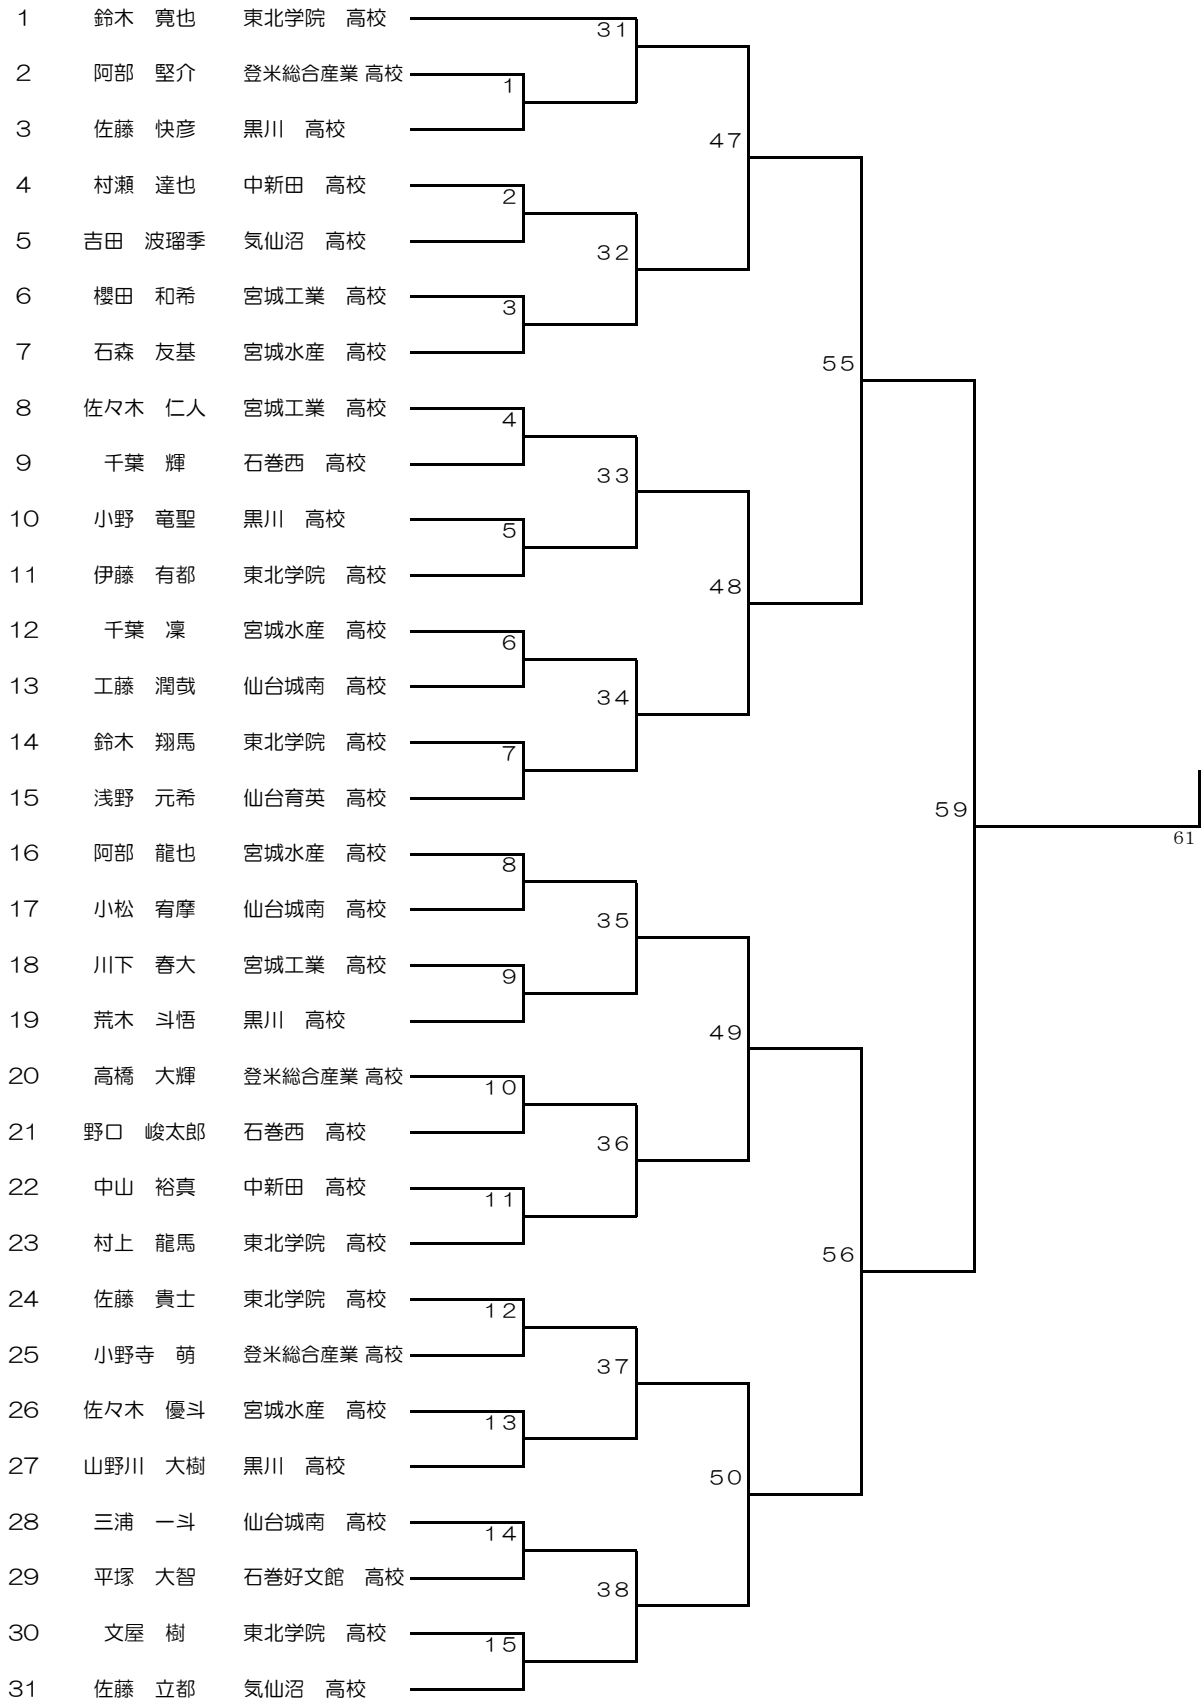 1 鈴木 寛也 東北学院 高校
31
2 阿部 堅介 登米総合産業 高校
1
3 佐藤 快彦 黒川 高校
47
4 村瀬 達也 中新田 高校
2
5 吉田 波瑠季 気仙沼 高校
32
6 櫻田 和希 宮城工業 高校
3
7 石森 友基 宮城水産 高校
55
8 佐々木 仁人 宮城工業 高校
4
9 千葉 輝 石巻西 高校
33
10 小野 竜聖 黒川 高校
5
11 伊藤 有都 東北学院 高校
48
12 千葉 凜 宮城水産 高校
6
13 工藤 潤哉 仙台城南 高校
34
14 鈴木 翔馬 東北学院 高校
7
15 浅野 元希 仙台育英 高校
59
61
16 阿部 龍也 宮城水産 高校
8
17 小松 宥摩 仙台城南 高校
35
18 川下 春大 宮城工業 高校
9
19 荒木 斗悟 黒川 高校
49
20 高橋 大輝 登米総合産業 高校
10
21 野口 峻太郎 石巻西 高校
36
22 中山 裕真 中新田 高校
11
23 村上 龍馬 東北学院 高校
56
24 佐藤 貴士 東北学院 高校
12
25 小野寺 萌 登米総合産業 高校
37
26 佐々木 優斗 宮城水産 高校
13
27 山野川 大樹 黒川 高校
50
28 三浦 一斗 仙台城南 高校
14
29 平塚 大智 石巻好文館 高校
38
30 文屋 樹 東北学院 高校
15
31 佐藤 立都 気仙沼 高校